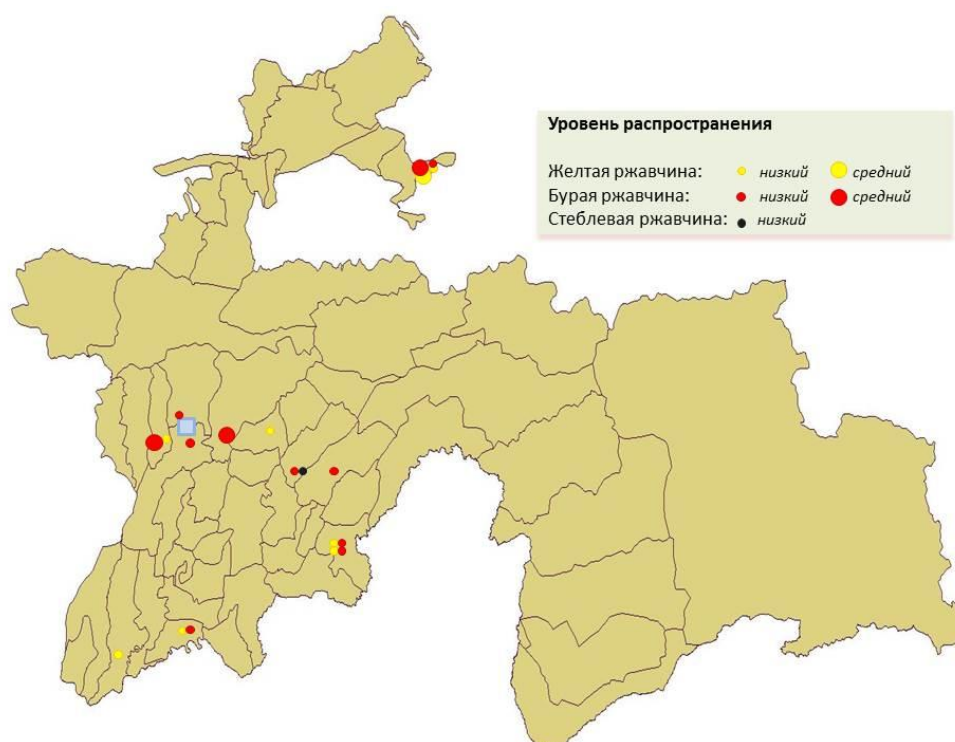 Уровень распространения
Желтая ржавчина: низкий средний
Бурая ржавчина: низкий средний
Стеблевая ржавчина: низкий